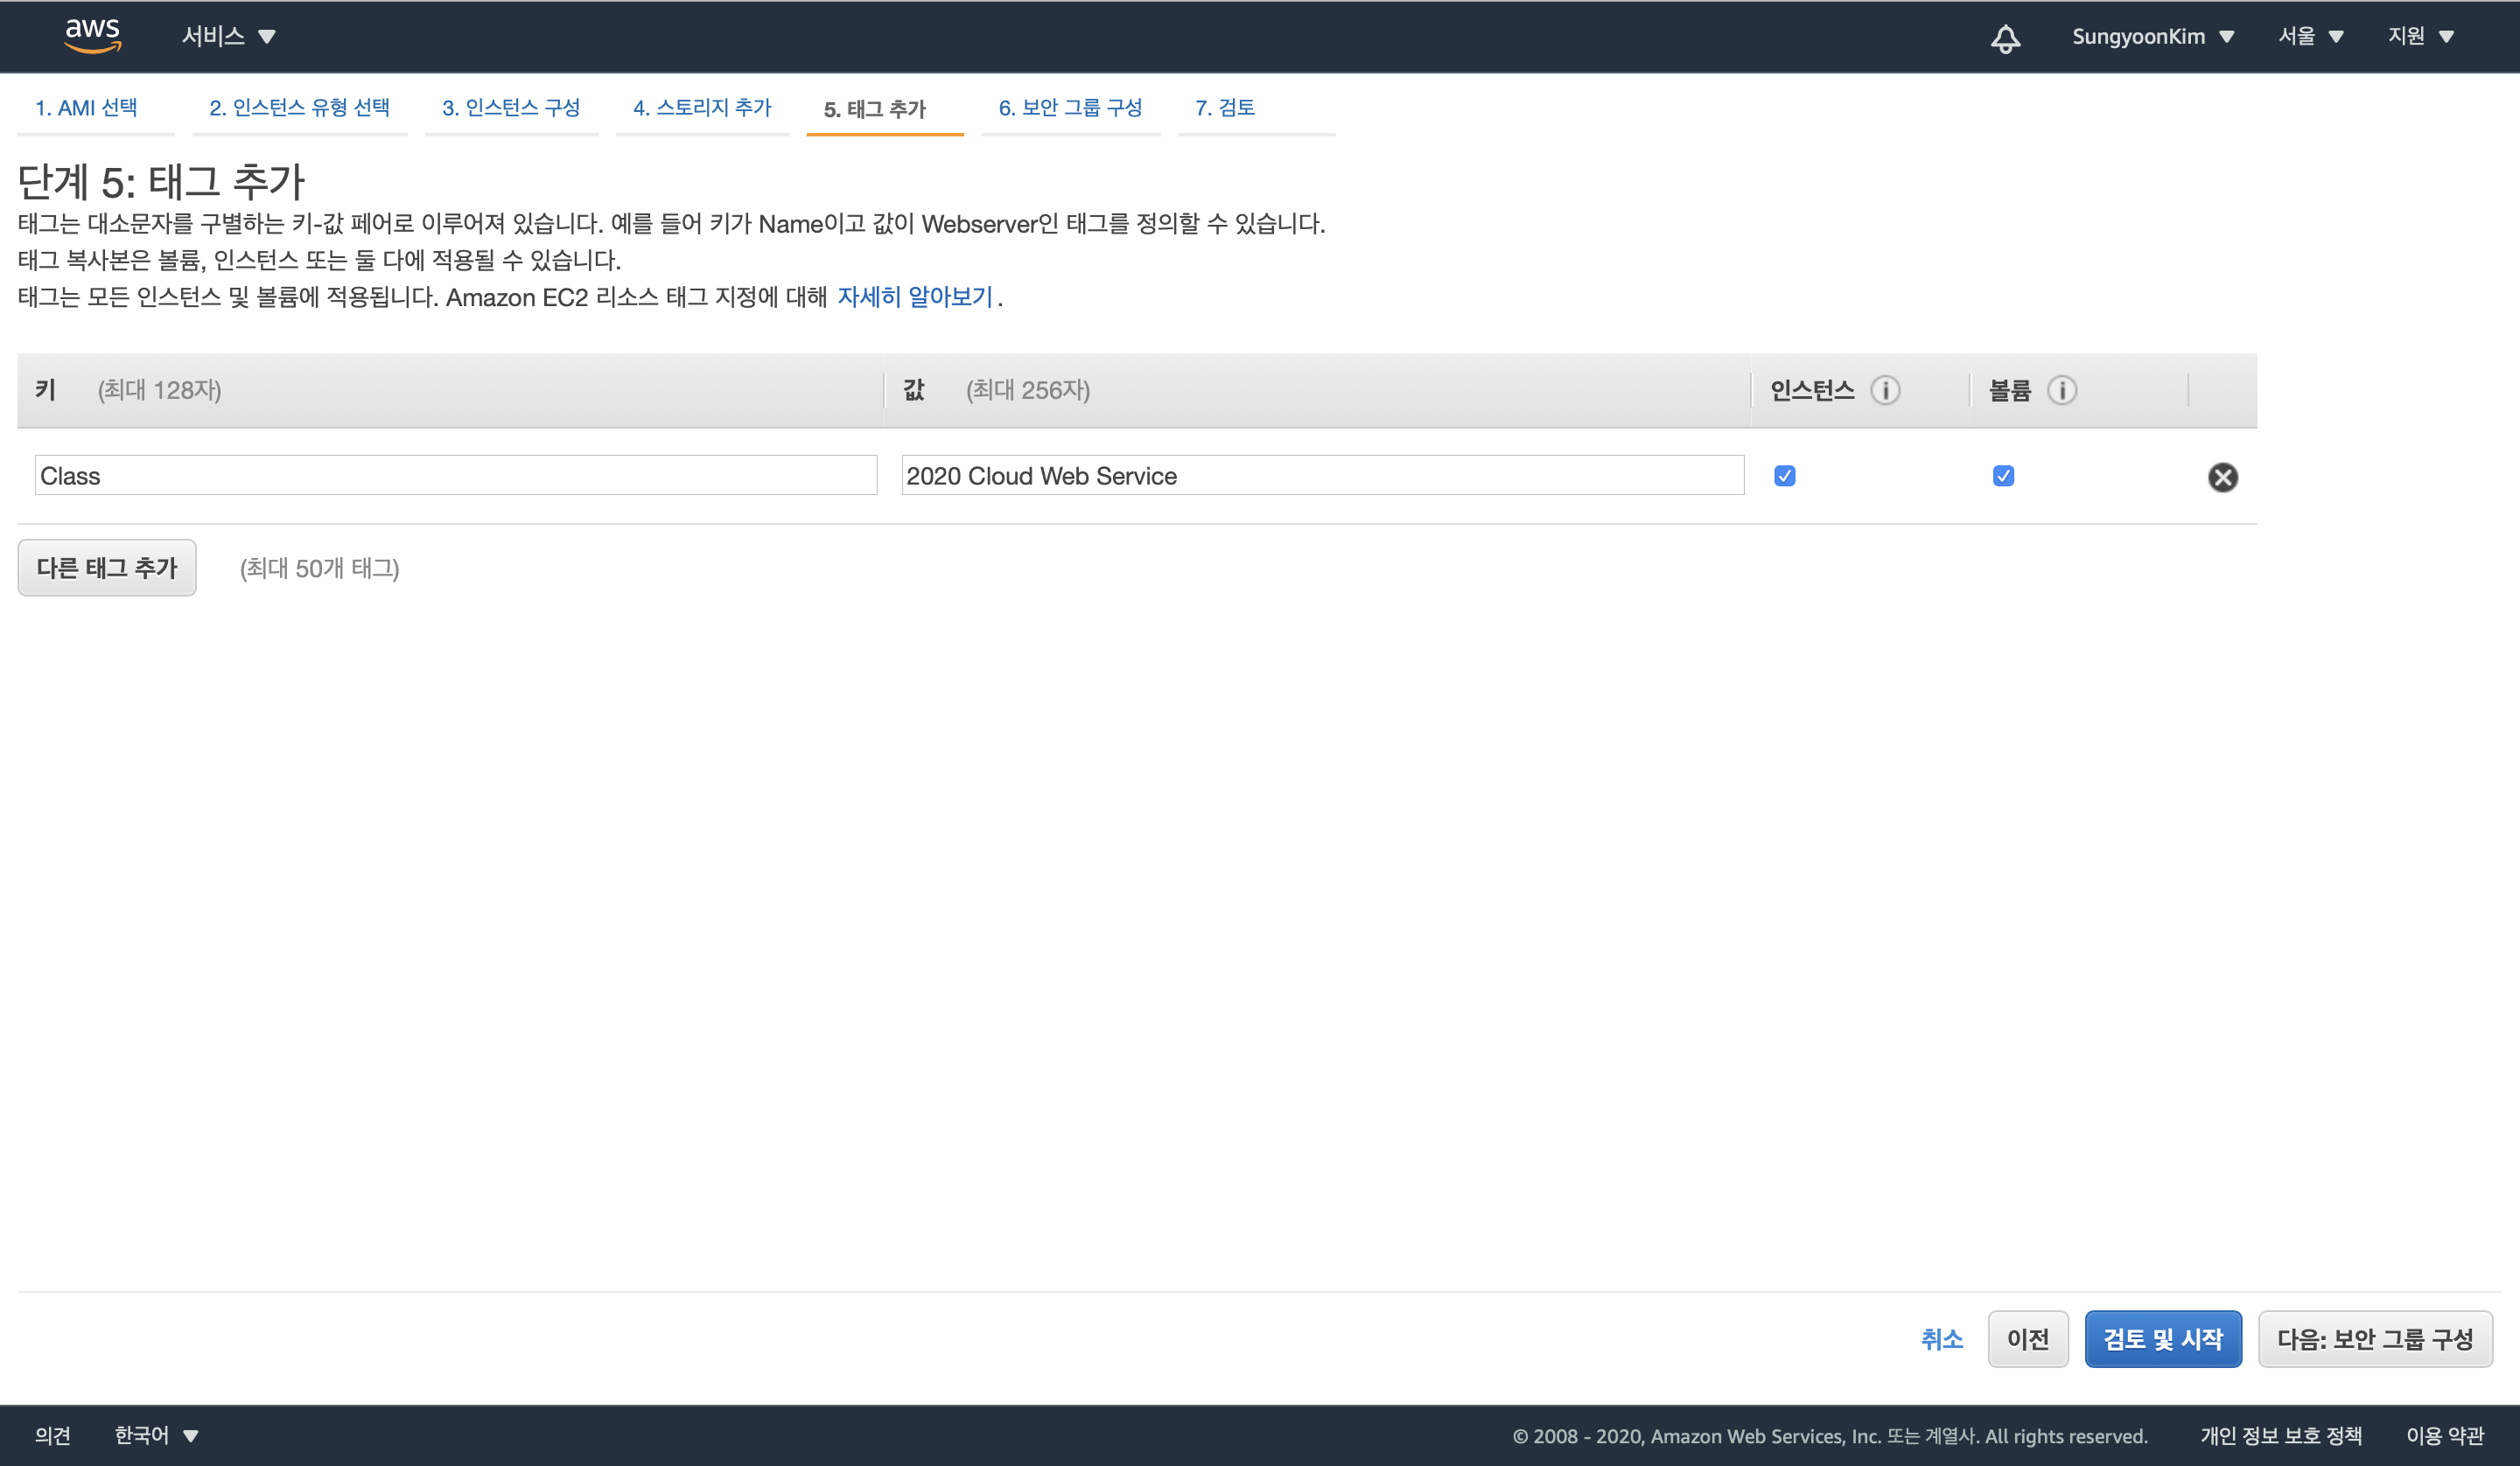 aws 서비스 SungyoonKim 서울 지원
1. AMI 선택 2. 인스턴스 유형 선택 3. 인스턴스 구성 4. 스토리지 추가 5. 태그 추가 6. 보안 그룹 구성 7. 검토
단계 5: 태그 추가
태그는 대소문자를 구별하는 키-값 페어로 이루어져 있습니다. 예를 들어 키가 Name이고 값이 Webserver인 태그를 정의할 수 있습니다.
태그 복사본은 볼륨, 인스턴스 또는 둘 다에 적용될 수 있습니다.
태그는 모든 인스턴스 및 볼륨에 적용됩니다. Amazon EC2 리소스 태그 지정에 대해 자세히 알아보기.
키 (최대 128자) 값 (최대 256자) 인스턴스 i 볼륨 i
Class 2020 Cloud Web Service
다른 태그 추가 (최대 50개 태그)
취소 이전 검토 및 시작 다음: 보안 그룹 구성
의견 한국어 © 2008 - 2020, Amazon Web Services, Inc. 또는 계열사. All rights reserved. 개인 정보 보호 정책 이용 약관